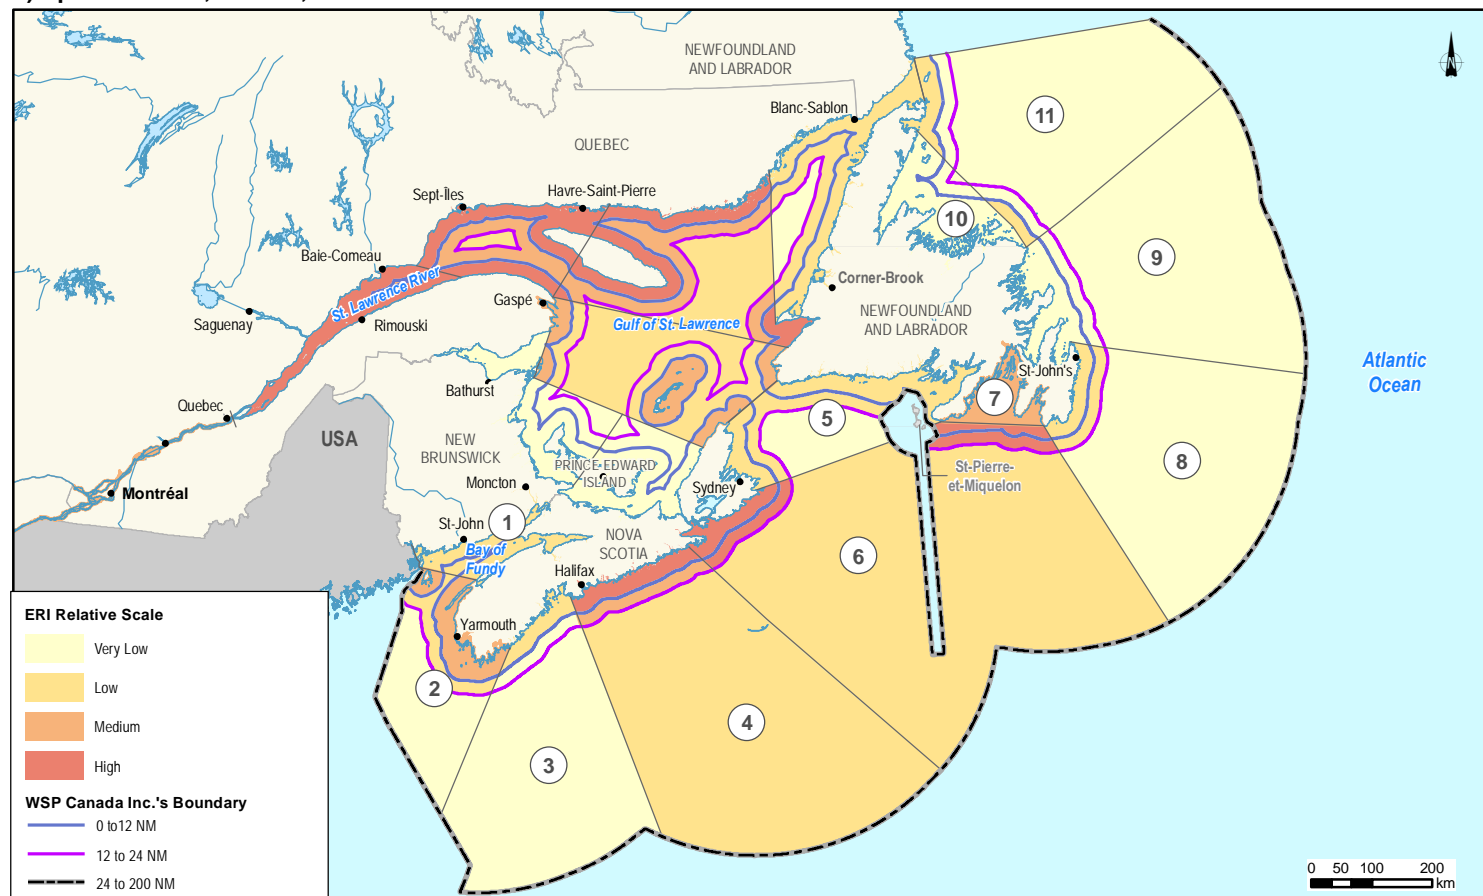 NEWFOUNDLAND
AND LABRADOR
N
Blanc-Sablon
11
QUEBEC
Sept-Îles
Havre-Saint-Pierre
10
Baie-Comeau
9
St. Lawrence River
Corner-Brook
Gaspé
Saguenay
Rimouski
Gulf of St. Lawrence
NEWFOUNDLAND
AND LABRADOR
Atlantic
Ocean
St-John's
Bathurst
7
Quebec
5
USA
NEW
BRUNSWICK
PRINCE EDWARD
ISLAND
St-Pierre-
et-Miquelon
8
Montréal
Moncton
Sydney
1
St-John
NOVA
SCOTIA
Bay of
Fundy
6
Halifax
Yarmouth
2
4
3
ERI Relative Scale
Very Low
Low
Medium
High
WSP Canada Inc.'s Boundary
0 to12 NM
12 to 24 NM
24 to 200 NM
0 50 100 200
km